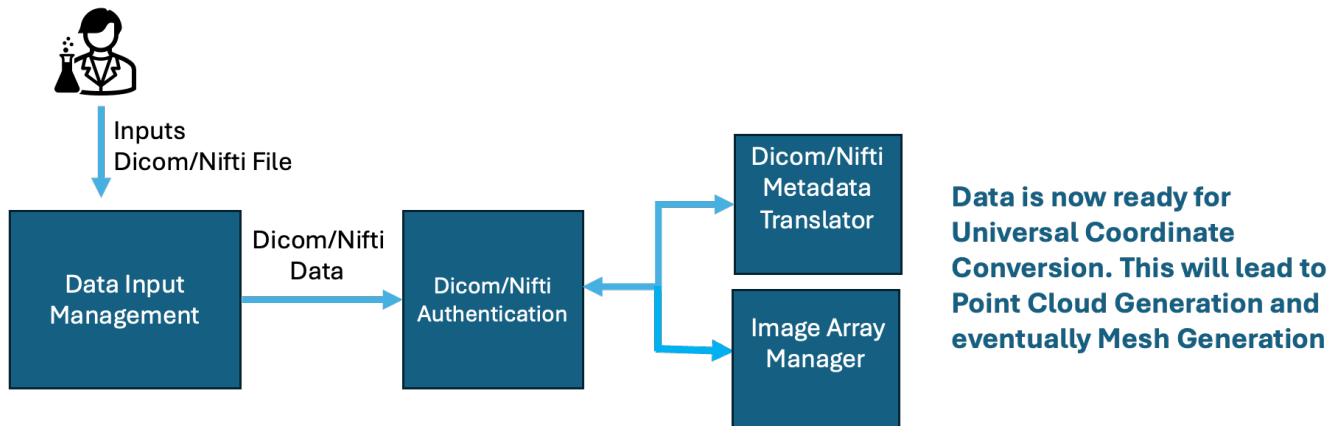 Inputs
Dicom/Nifti File
Data Input
Management
Dicom/Nifti
Data
Dicom/Nifti
Authentication
Dicom/Nifti
Metadata
Translator
Image Array
Manager
Data is now ready for
Universal Coordinate
Conversion. This will lead to
Point Cloud Generation and
eventually Mesh Generation